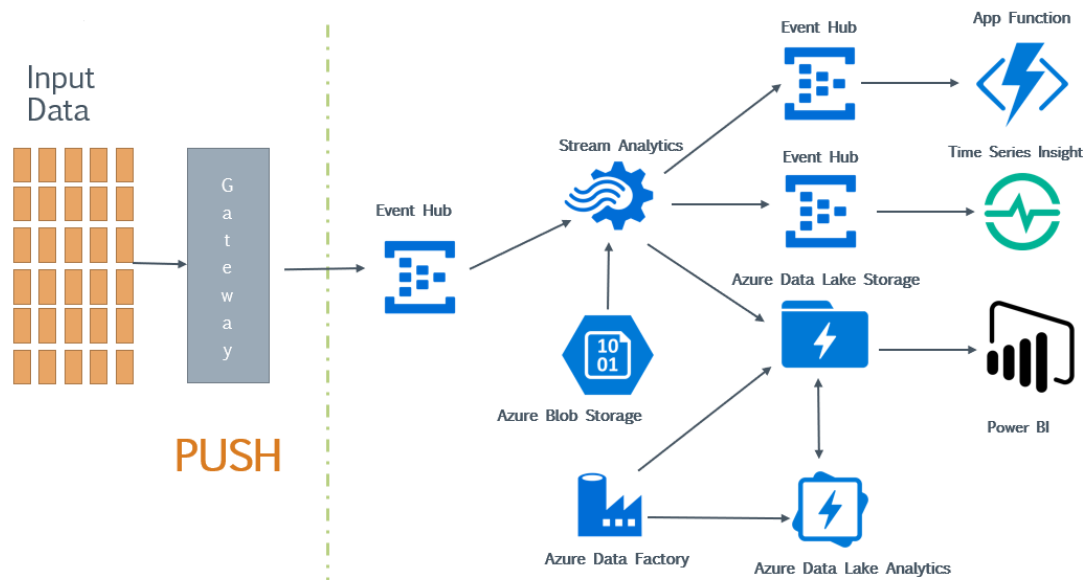 Input
Data
G
a
t
e
w
a
y
PUSH
Event Hub
Stream Analytics
10
01
Azure Blob Storage
Azure Data Factory
Event Hub
App Function
Event Hub
Time Series Insight
Azure Data Lake Storage
Power BI
Azure Data Lake Analytics